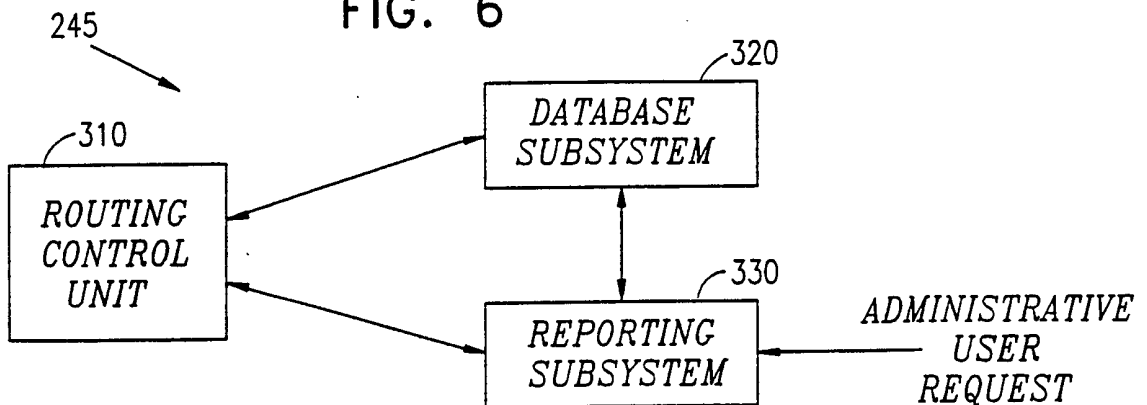 FIG. 6
245
320
DATABASE
SUBSYSTEM
310
ROUTING
CONTROL
UNIT
330
REPORTING
SUBSYSTEM
ADMINISTRATIVE
USER
REQUEST